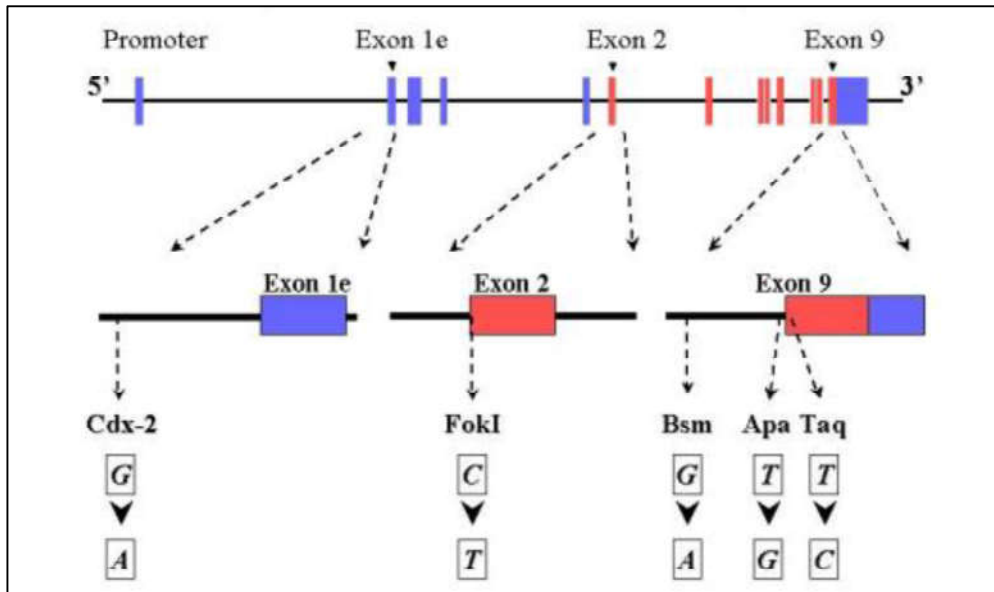 Promoter Exon 1e Exon 2 Exon 9
5’ 3’
Exon 1e Exon 2 Exon 9
Cdx-2 FokI Bsm Apa Taq
G C G T T
A T A G C